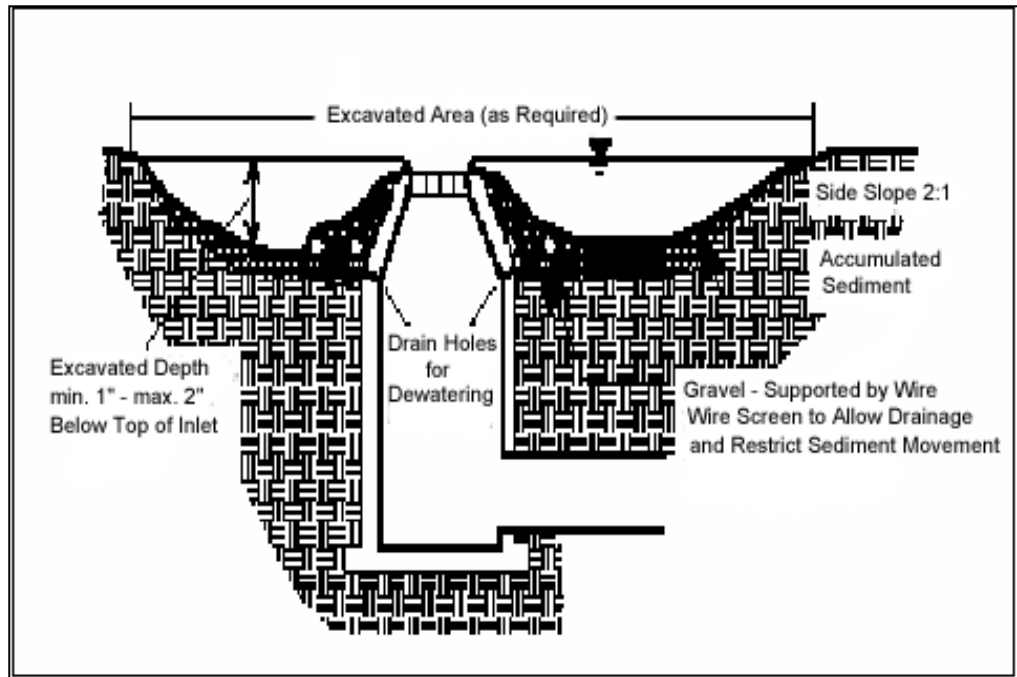 Excavated Area (as Required)
Side Slope 2:1
Accumulated
Sediment
Drain Holes
for
Dewatering
Excavated Depth
min. 1" - max. 2"
Below Top of Inlet
Gravel - Supported by Wire
Wire Screen to Allow Drainage
and Restrict Sediment Movement